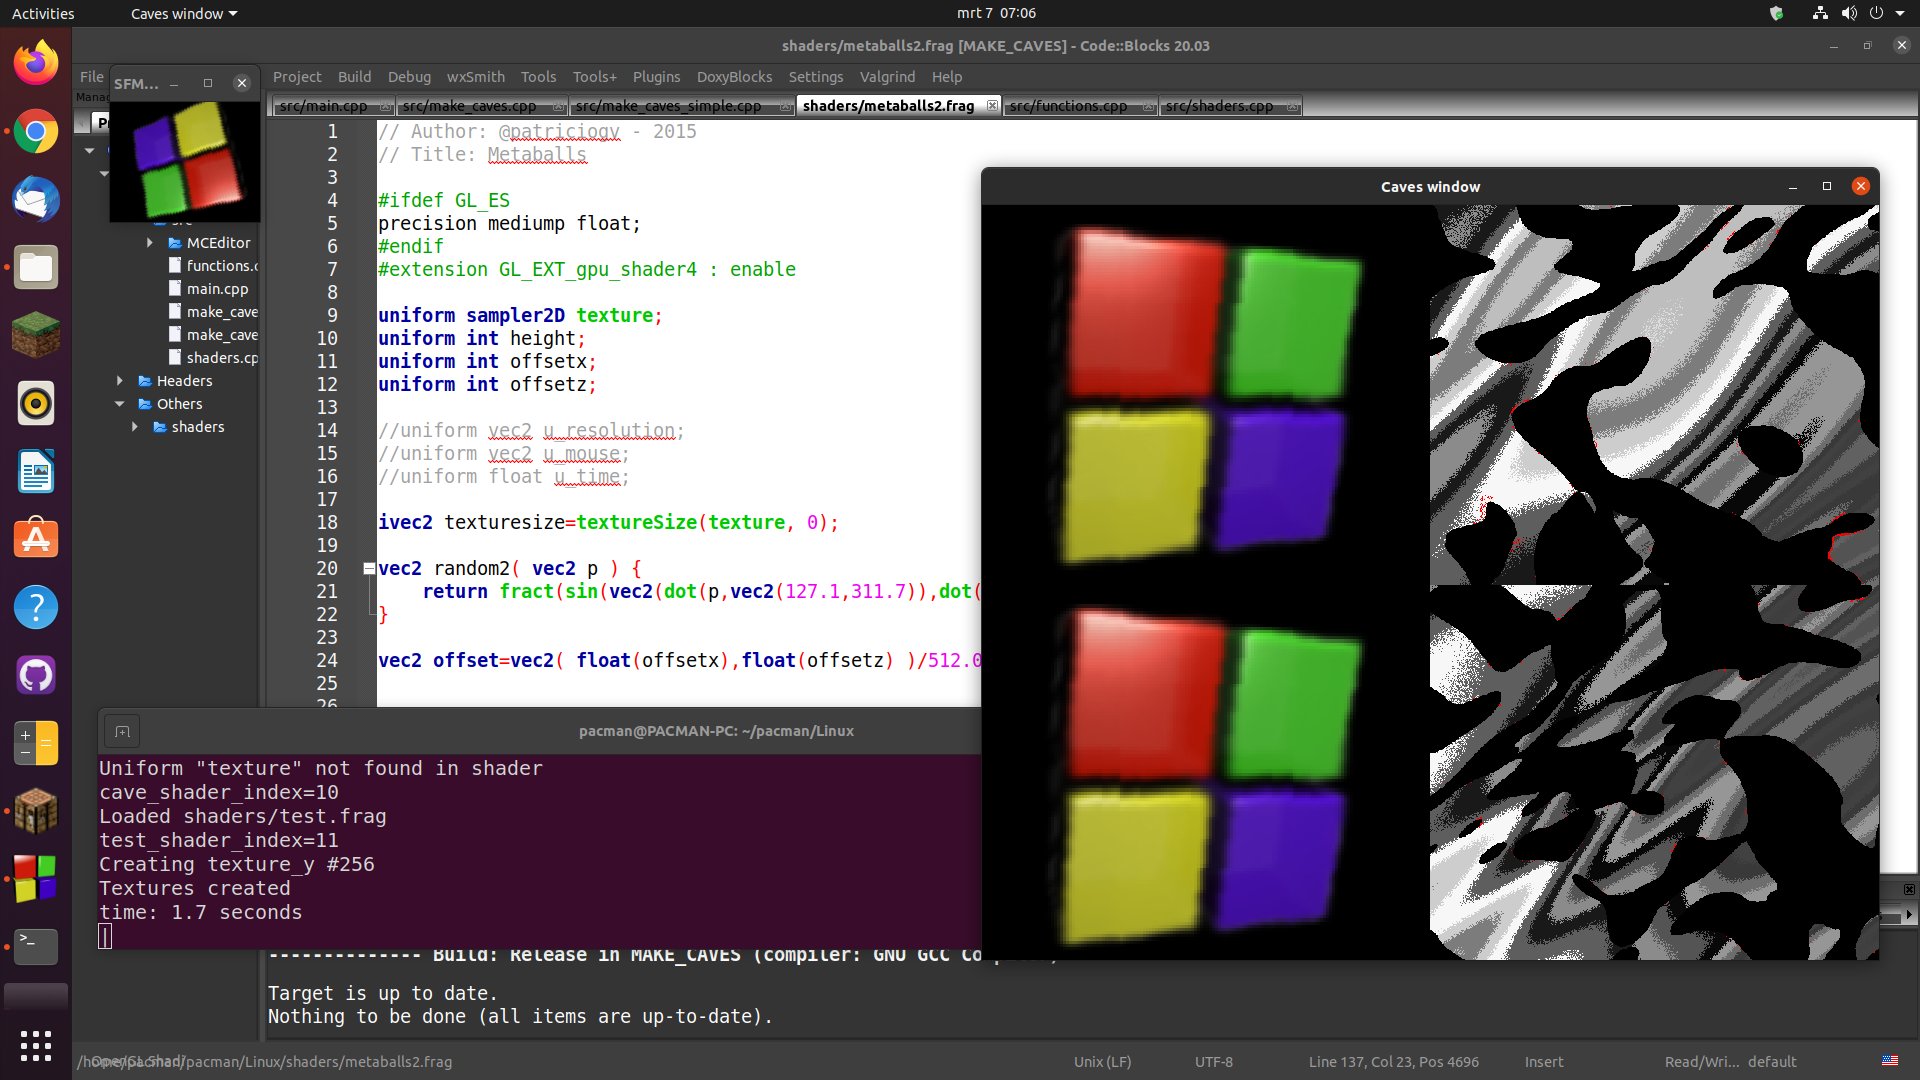 Activities
Caves window
mrt 7 07:06
shaders/metaballs2.frag [MAKE_CAVES] - Code::Blocks 20.03
SFM...
File
Project Build Debug wxSmith Tools Tools+ Plugins DoxyBlocks Settings Valgrind Help
src/main.cpp src/make_caves.cpp src/make_caves_simple.cpp shaders/metaballs2.frag src/functions.cpp src/shaders.cpp
MCEditor
functions.c
main.cpp
make_cave
make_cave
shaders.cp
Headers
Others
shaders
1 // Author: @patriciogv - 2015
2 // Title: Metaballs
3
4 #ifdef GL_ES
5 precision mediump float;
6 #endif
7 #extension GL_EXT_gpu_shader4 : enable
8
9 uniform sampler2D texture;
10 uniform int height;
11 uniform int offsetx;
12 uniform int offsetz;
13
14 //uniform vec2 u_resolution;
15 //uniform vec2 u_mouse;
16 //uniform float u_time;
17
18 ivec2 texturesize=textureSize(texture, 0);
19
20 vec2 random2( vec2 p ) {
21 return fract(sin(vec2(dot(p,vec2(127.1,311.7)),dot(
22 }
23
24 vec2 offset=vec2( float(offsetx),float(offsetz) )/512.0
25
26
Caves window
pacman@PACMAN-PC: ~/pacman/Linux
Uniform "texture" not found in shader
cave_shader_index=10
Loaded shaders/test.frag
test_shader_index=11
Creating texture_y #256
Textures created
time: 1.7 seconds
-------------- Build: Release in MAKE_CAVES (compiler: GNU GCC
Target is up to date.
Nothing to be done (all items are up-to-date).
/home/pacman/pacman/Linux/shaders/metaballs2.frag
Unix (LF) UTF-8 Line 137, Col 23, Pos 4696 Insert Read/Wri... default